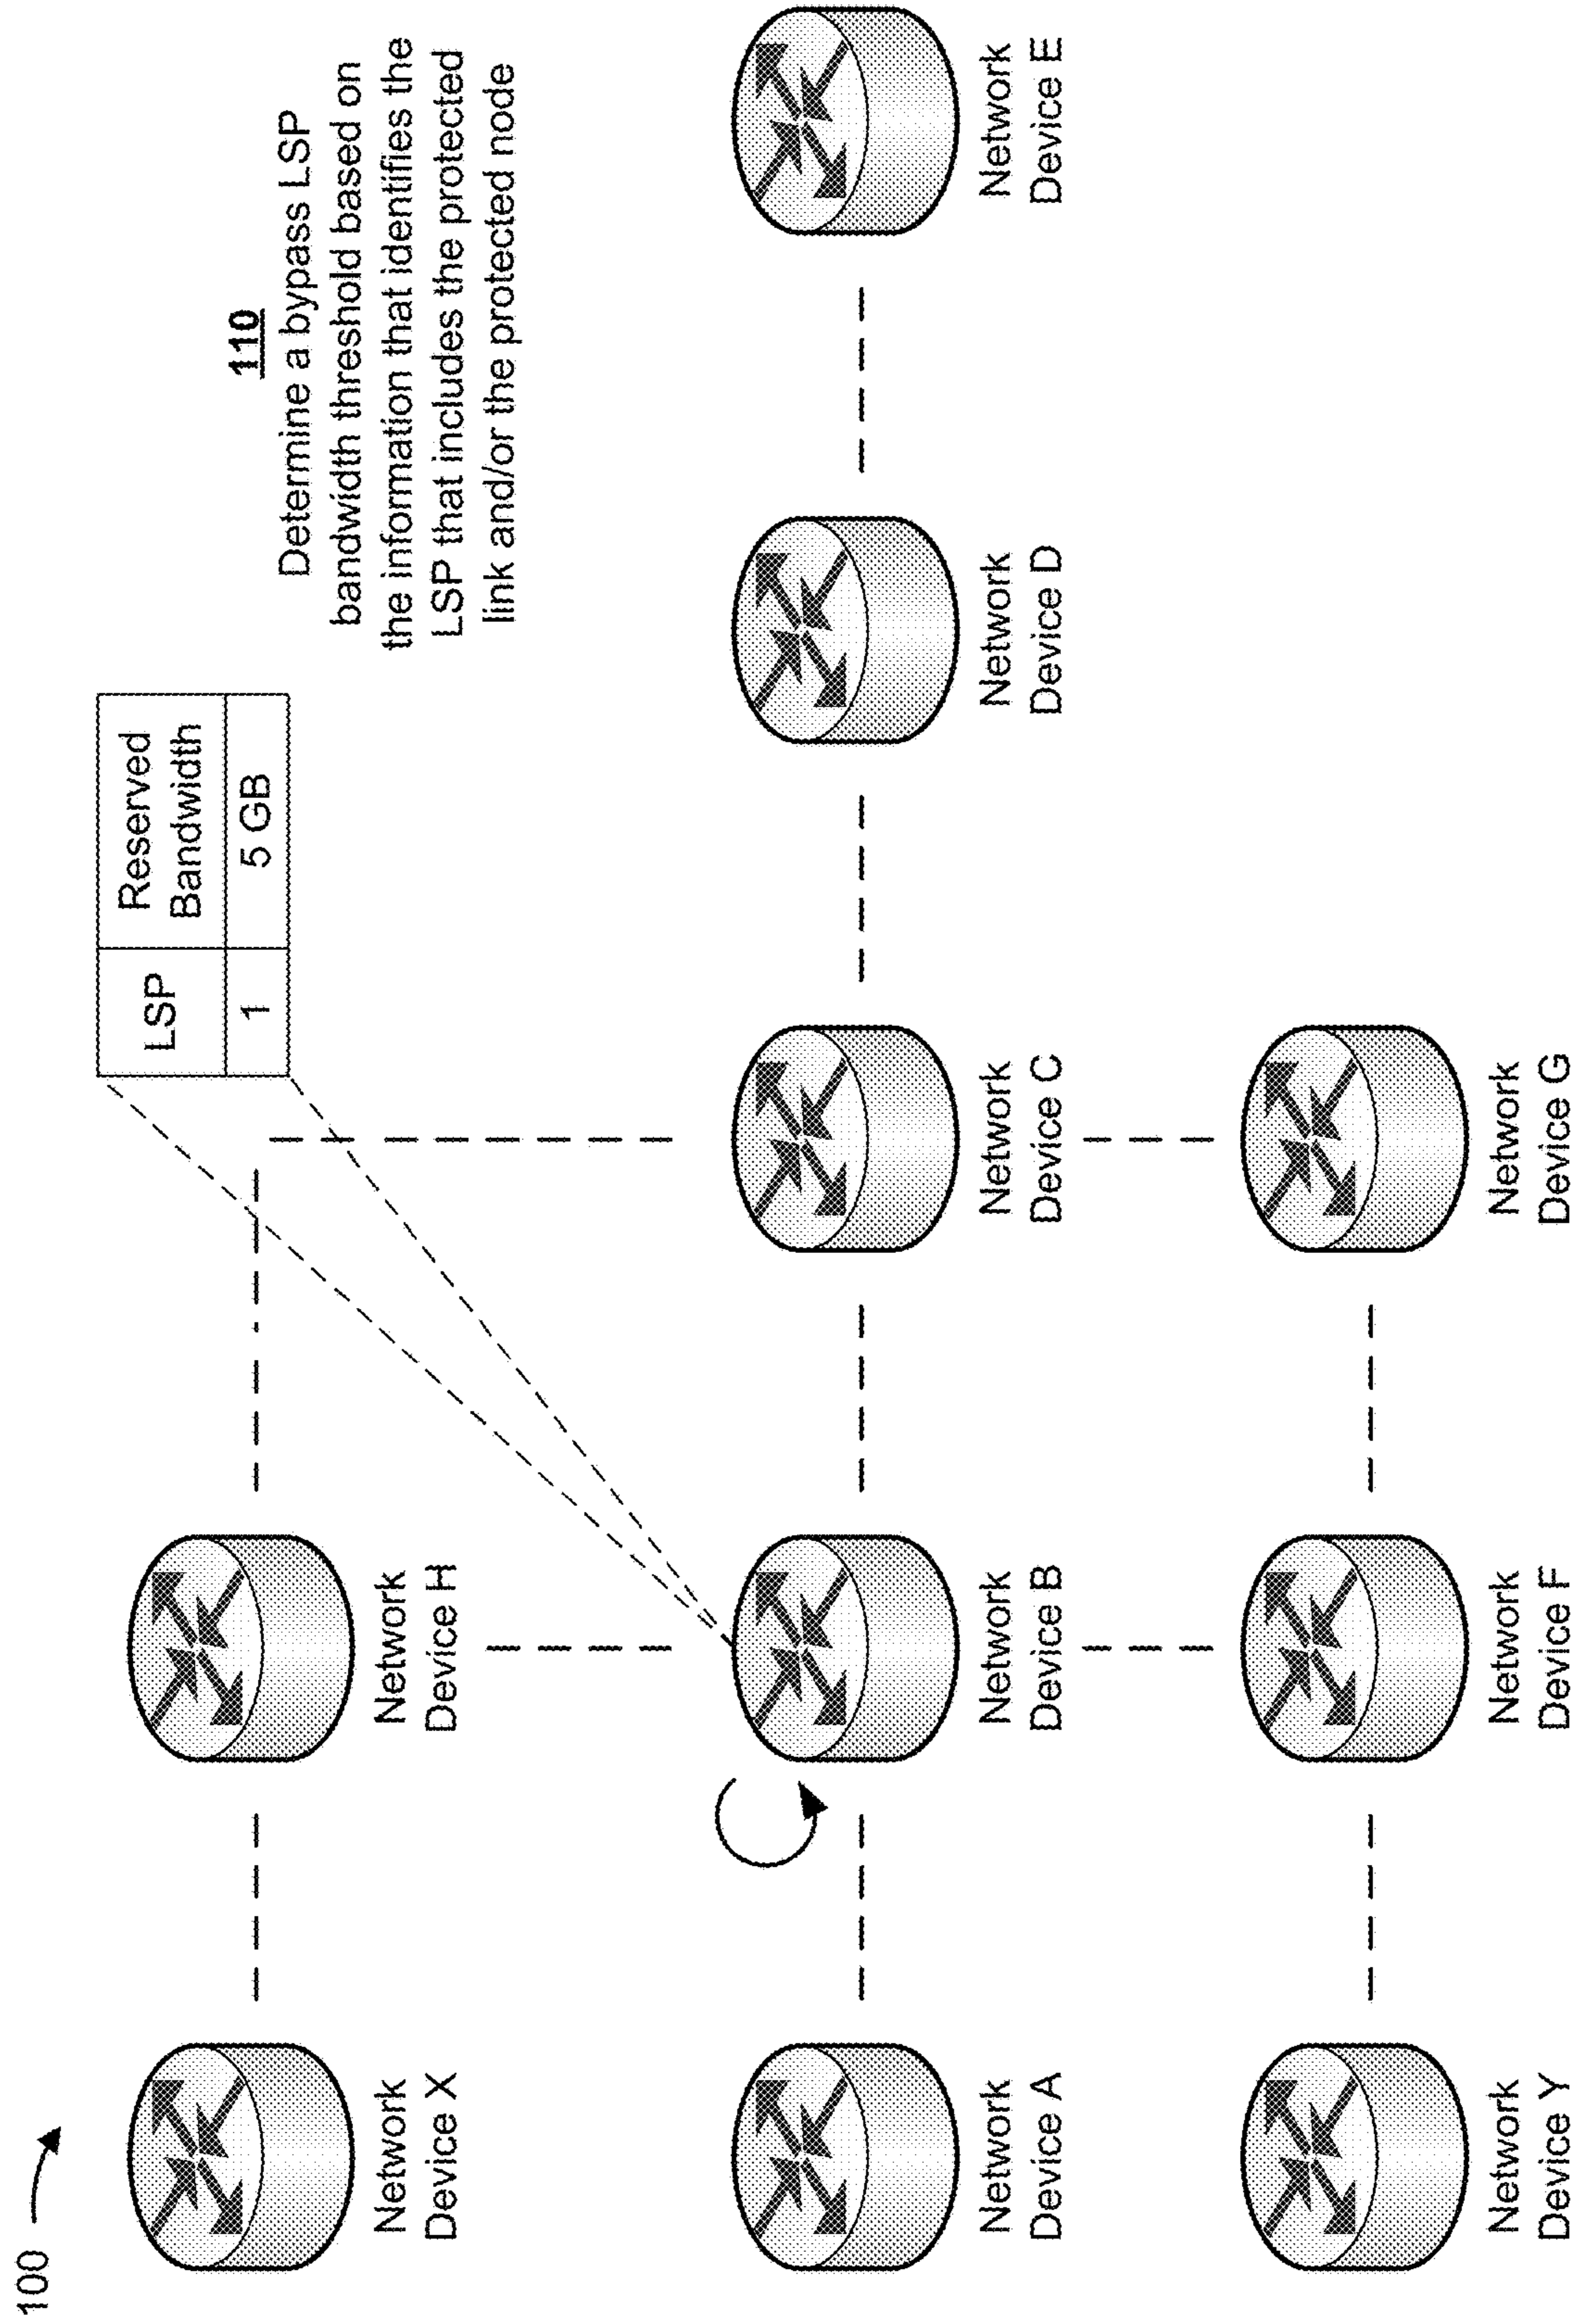 100
LSP
Reserved
Bandwidth
1
5 GB
110
Determine a bypass LSP
bandwidth threshold based on
the information that identifies the
LSP that includes the protected
link and/or the protected node
Network
Device X
Network
Device H
Network
Device A
Network
Device B
Network
Device C
Network
Device D
Network
Device E
Network
Device Y
Network
Device F
Network
Device G